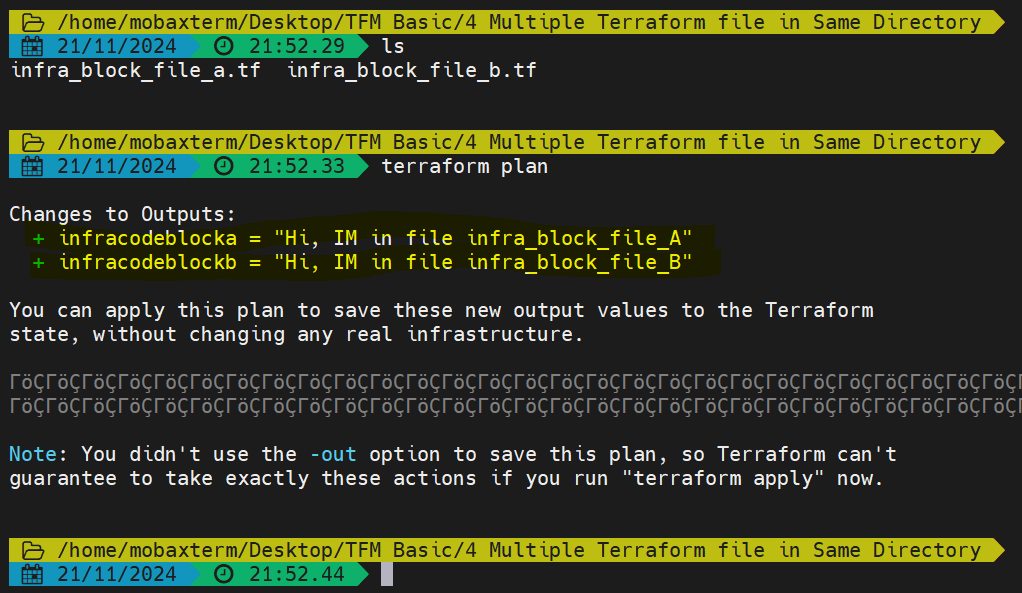 /home/mobaxterm/Desktop/TFM Basic/4 Multiple Terraform file in Same Directory
21/11/2024 21:52.29 ls
infra_block_file_a.tf infra_block_file_b.tf
/home/mobaxterm/Desktop/TFM Basic/4 Multiple Terraform file in Same Directory
21/11/2024 21:52.33 terraform plan
Changes to Outputs:
+ infracodeblocka = "Hi, IM in file infra_block_file_A"
+ infracodeblockb = "Hi, IM in file infra_block_file_B"
You can apply this plan to save these new output values to the Terraform
state, without changing any real infrastructure.
ΓöÇΓöÇΓöÇΓöÇΓöÇΓöÇΓöÇΓöÇΓöÇΓöÇΓöÇΓöÇΓöÇΓöÇΓöÇΓöÇΓöÇΓöÇΓöÇΓöÇΓöÇΓöÇΓöÇΓöÇΓöÇΓöÇΓöÇΓöÇ
ΓöÇΓöÇΓöÇΓöÇΓöÇΓöÇΓöÇΓöÇΓöÇΓöÇΓöÇΓöÇΓöÇΓöÇΓöÇΓöÇΓöÇΓöÇΓöÇΓöÇΓöÇΓöÇΓöÇΓöÇΓöÇΓöÇΓöÇΓöÇ
Note: You didn't use the -out option to save this plan, so Terraform can't
guarantee to take exactly these actions if you run "terraform apply" now.
/home/mobaxterm/Desktop/TFM Basic/4 Multiple Terraform file in Same Directory
21/11/2024 21:52.44